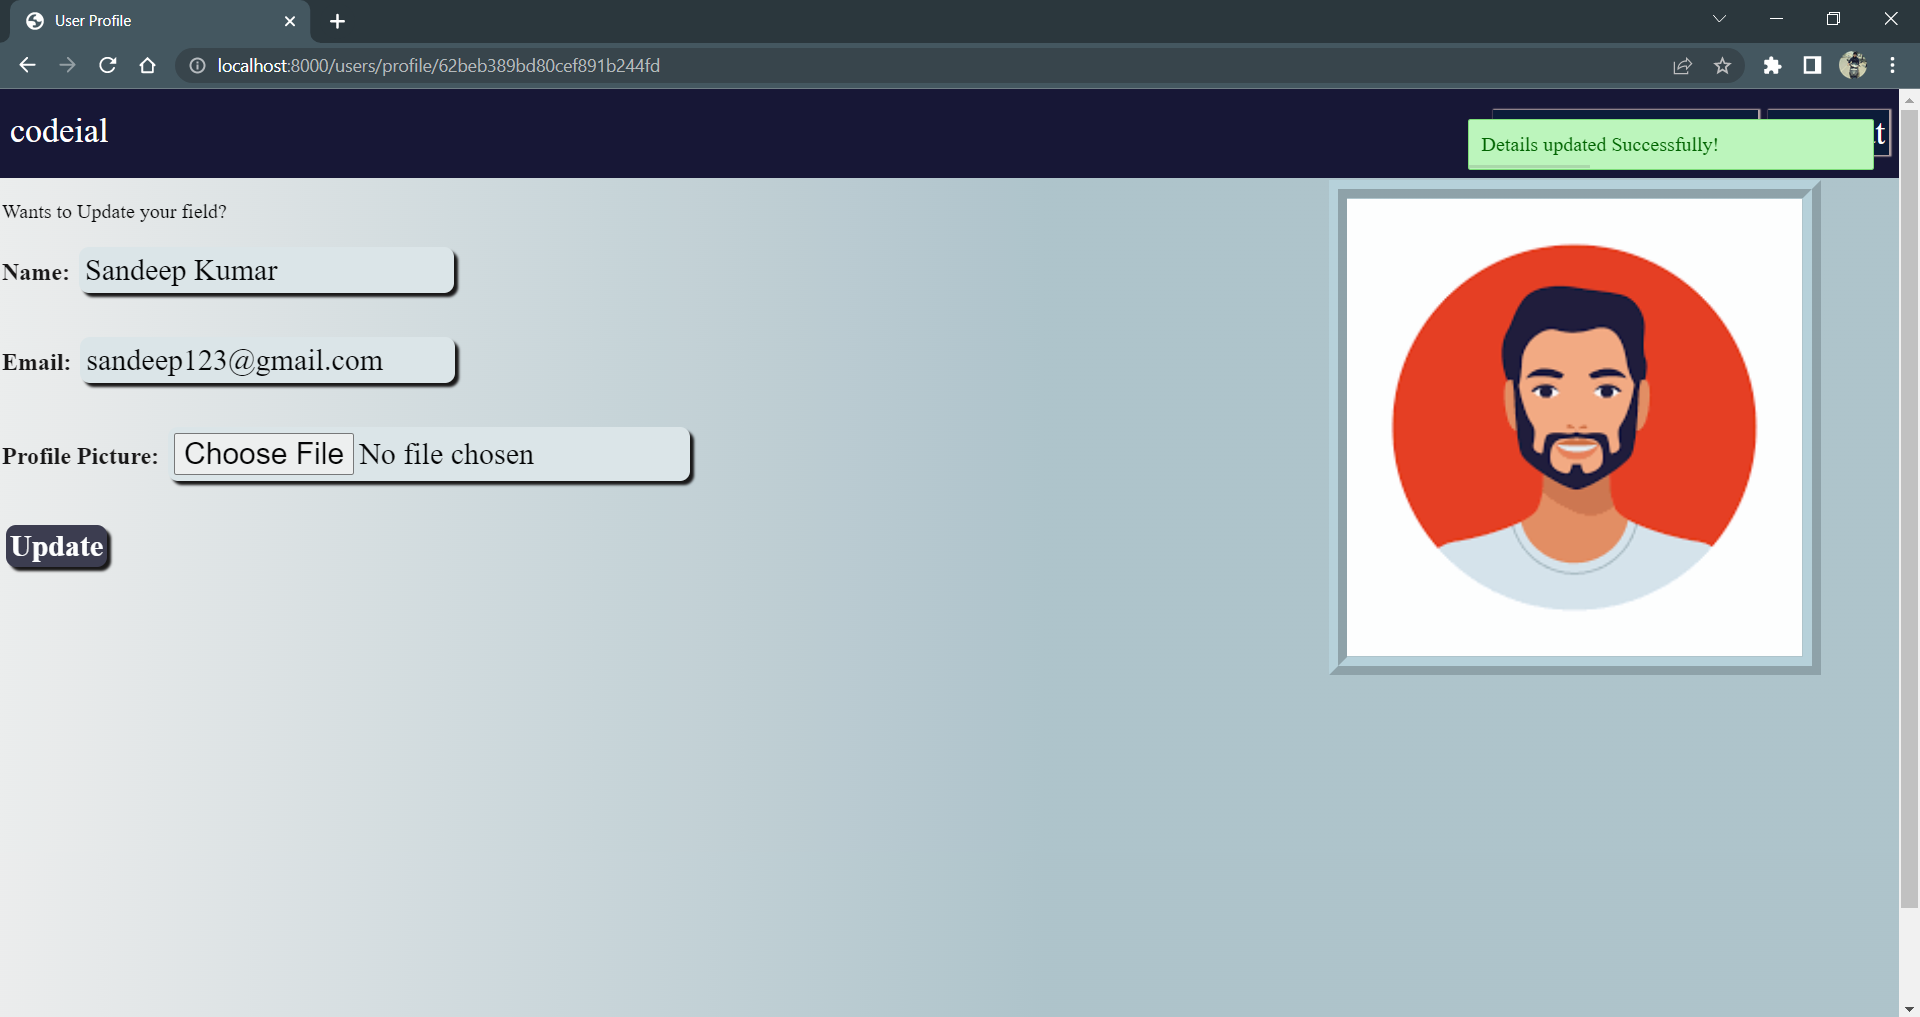 User Profile
localhost:8000/users/profile/62beb389bd80cef891b244fd
codeial
Details updated Successfully!
Wants to Update your field?
Name: Sandeep Kumar
Email: sandeep123@gmail.com
Profile Picture: Choose File No file chosen
Update